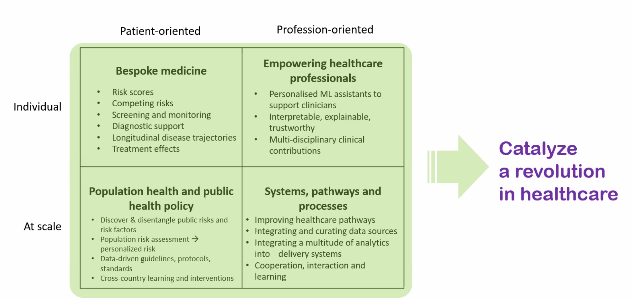 Patient-oriented
Profession-oriented
Individual
Bespoke medicine
• Risk scores
• Competing risks
• Screening and monitoring
• Diagnostic support
• Longitudinal disease trajectories
• Treatment effects
Empowering healthcare
professionals
• Personalised ML assistants to
support clinicians
• Interpretable, explainable,
trustworthy
• Multi-disciplinary clinical
contributions
At scale
Population health and public
health policy
• Discover & disentangle public risks and
risk factors
• Population risk assessment →
personalized risk
• Data-driven guidelines, protocols,
standards
• Cross-country learning and interventions
Systems, pathways and
processes
• Improving healthcare pathways
• Integrating and curating data sources
• Integrating a multitude of analytics
into delivery systems
• Cooperation, interaction and
learning
Catalyze
a revolution
in healthcare